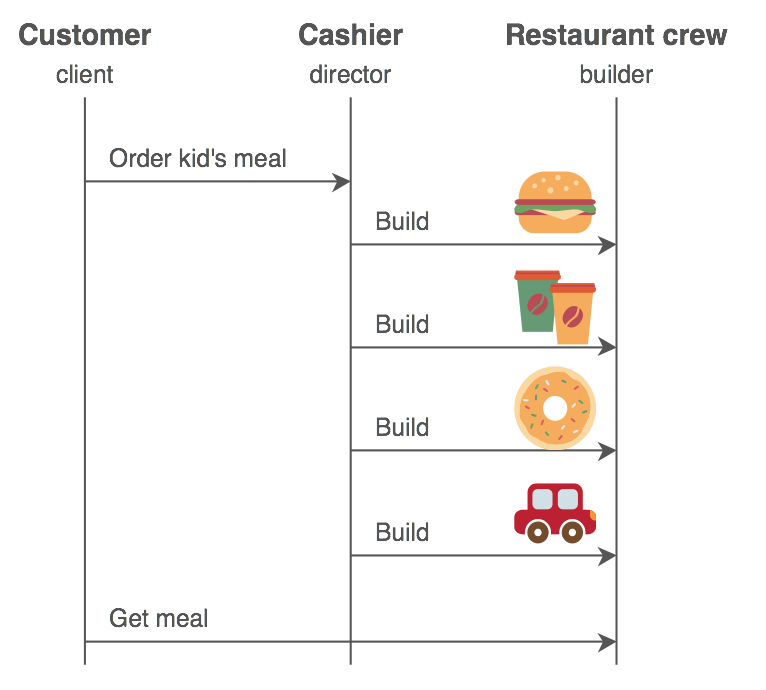 Customer
client
Cashier
director
Restaurant crew
builder
Order kid's meal
Build
Build
Build
Build
Get meal